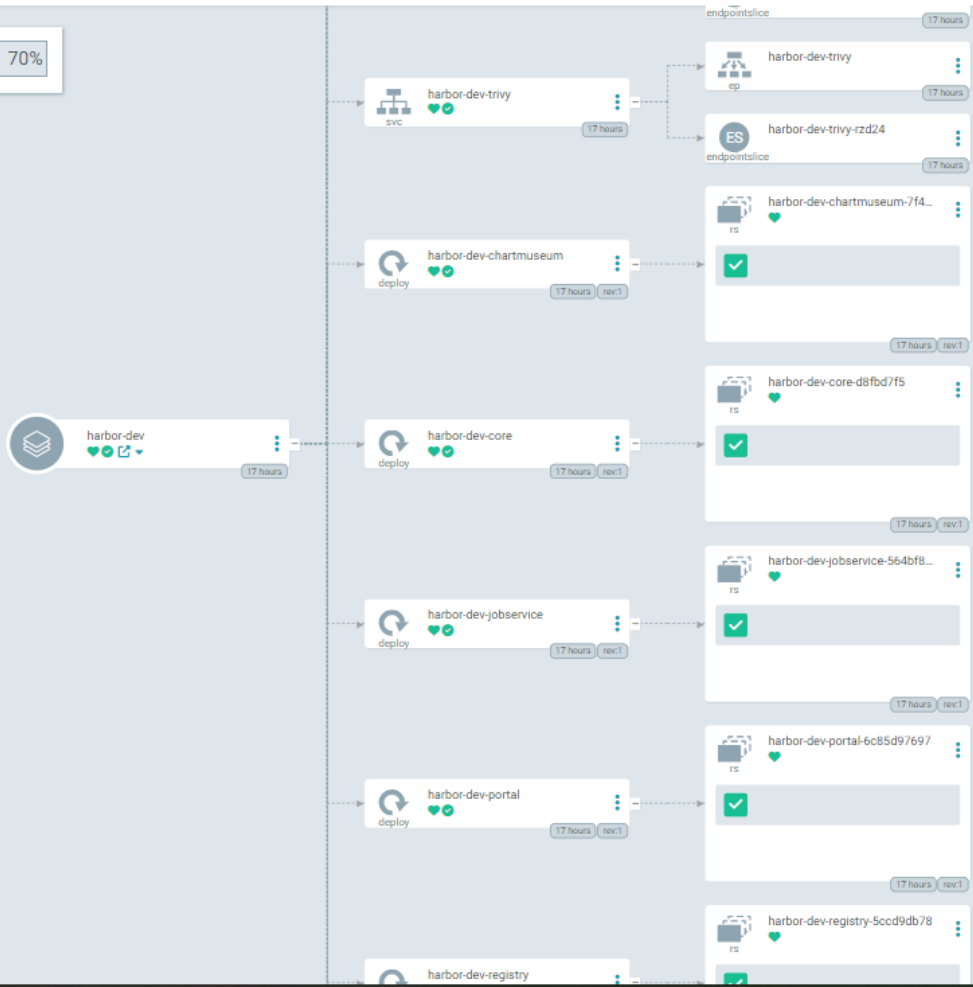 endpointslice
17 hours
70%
harbor-dev-trivy
svc
17 hours
harbor-dev-trivy
ep
17 hours
ES
harbor-dev-trivy-rzd24
endpointslice
17 hours
harbor-dev-chartmuseum
deploy
17 hours
rev:1
harbor-dev-chartmuseum-7f4...
rs
17 hours
rev:1
harbor-dev
17 hours
harbor-dev-core
deploy
17 hours
rev:1
harbor-dev-core-d8fbd7f5
rs
17 hours
rev:1
harbor-dev-jobservice
deploy
17 hours
rev:1
harbor-dev-jobservice-564bf8...
rs
17 hours
rev:1
harbor-dev-portal
deploy
17 hours
rev:1
harbor-dev-portal-6c85d97697
rs
17 hours
rev:1
harbor-dev-registry
harbor-dev-registry-5ccd9db78
rs